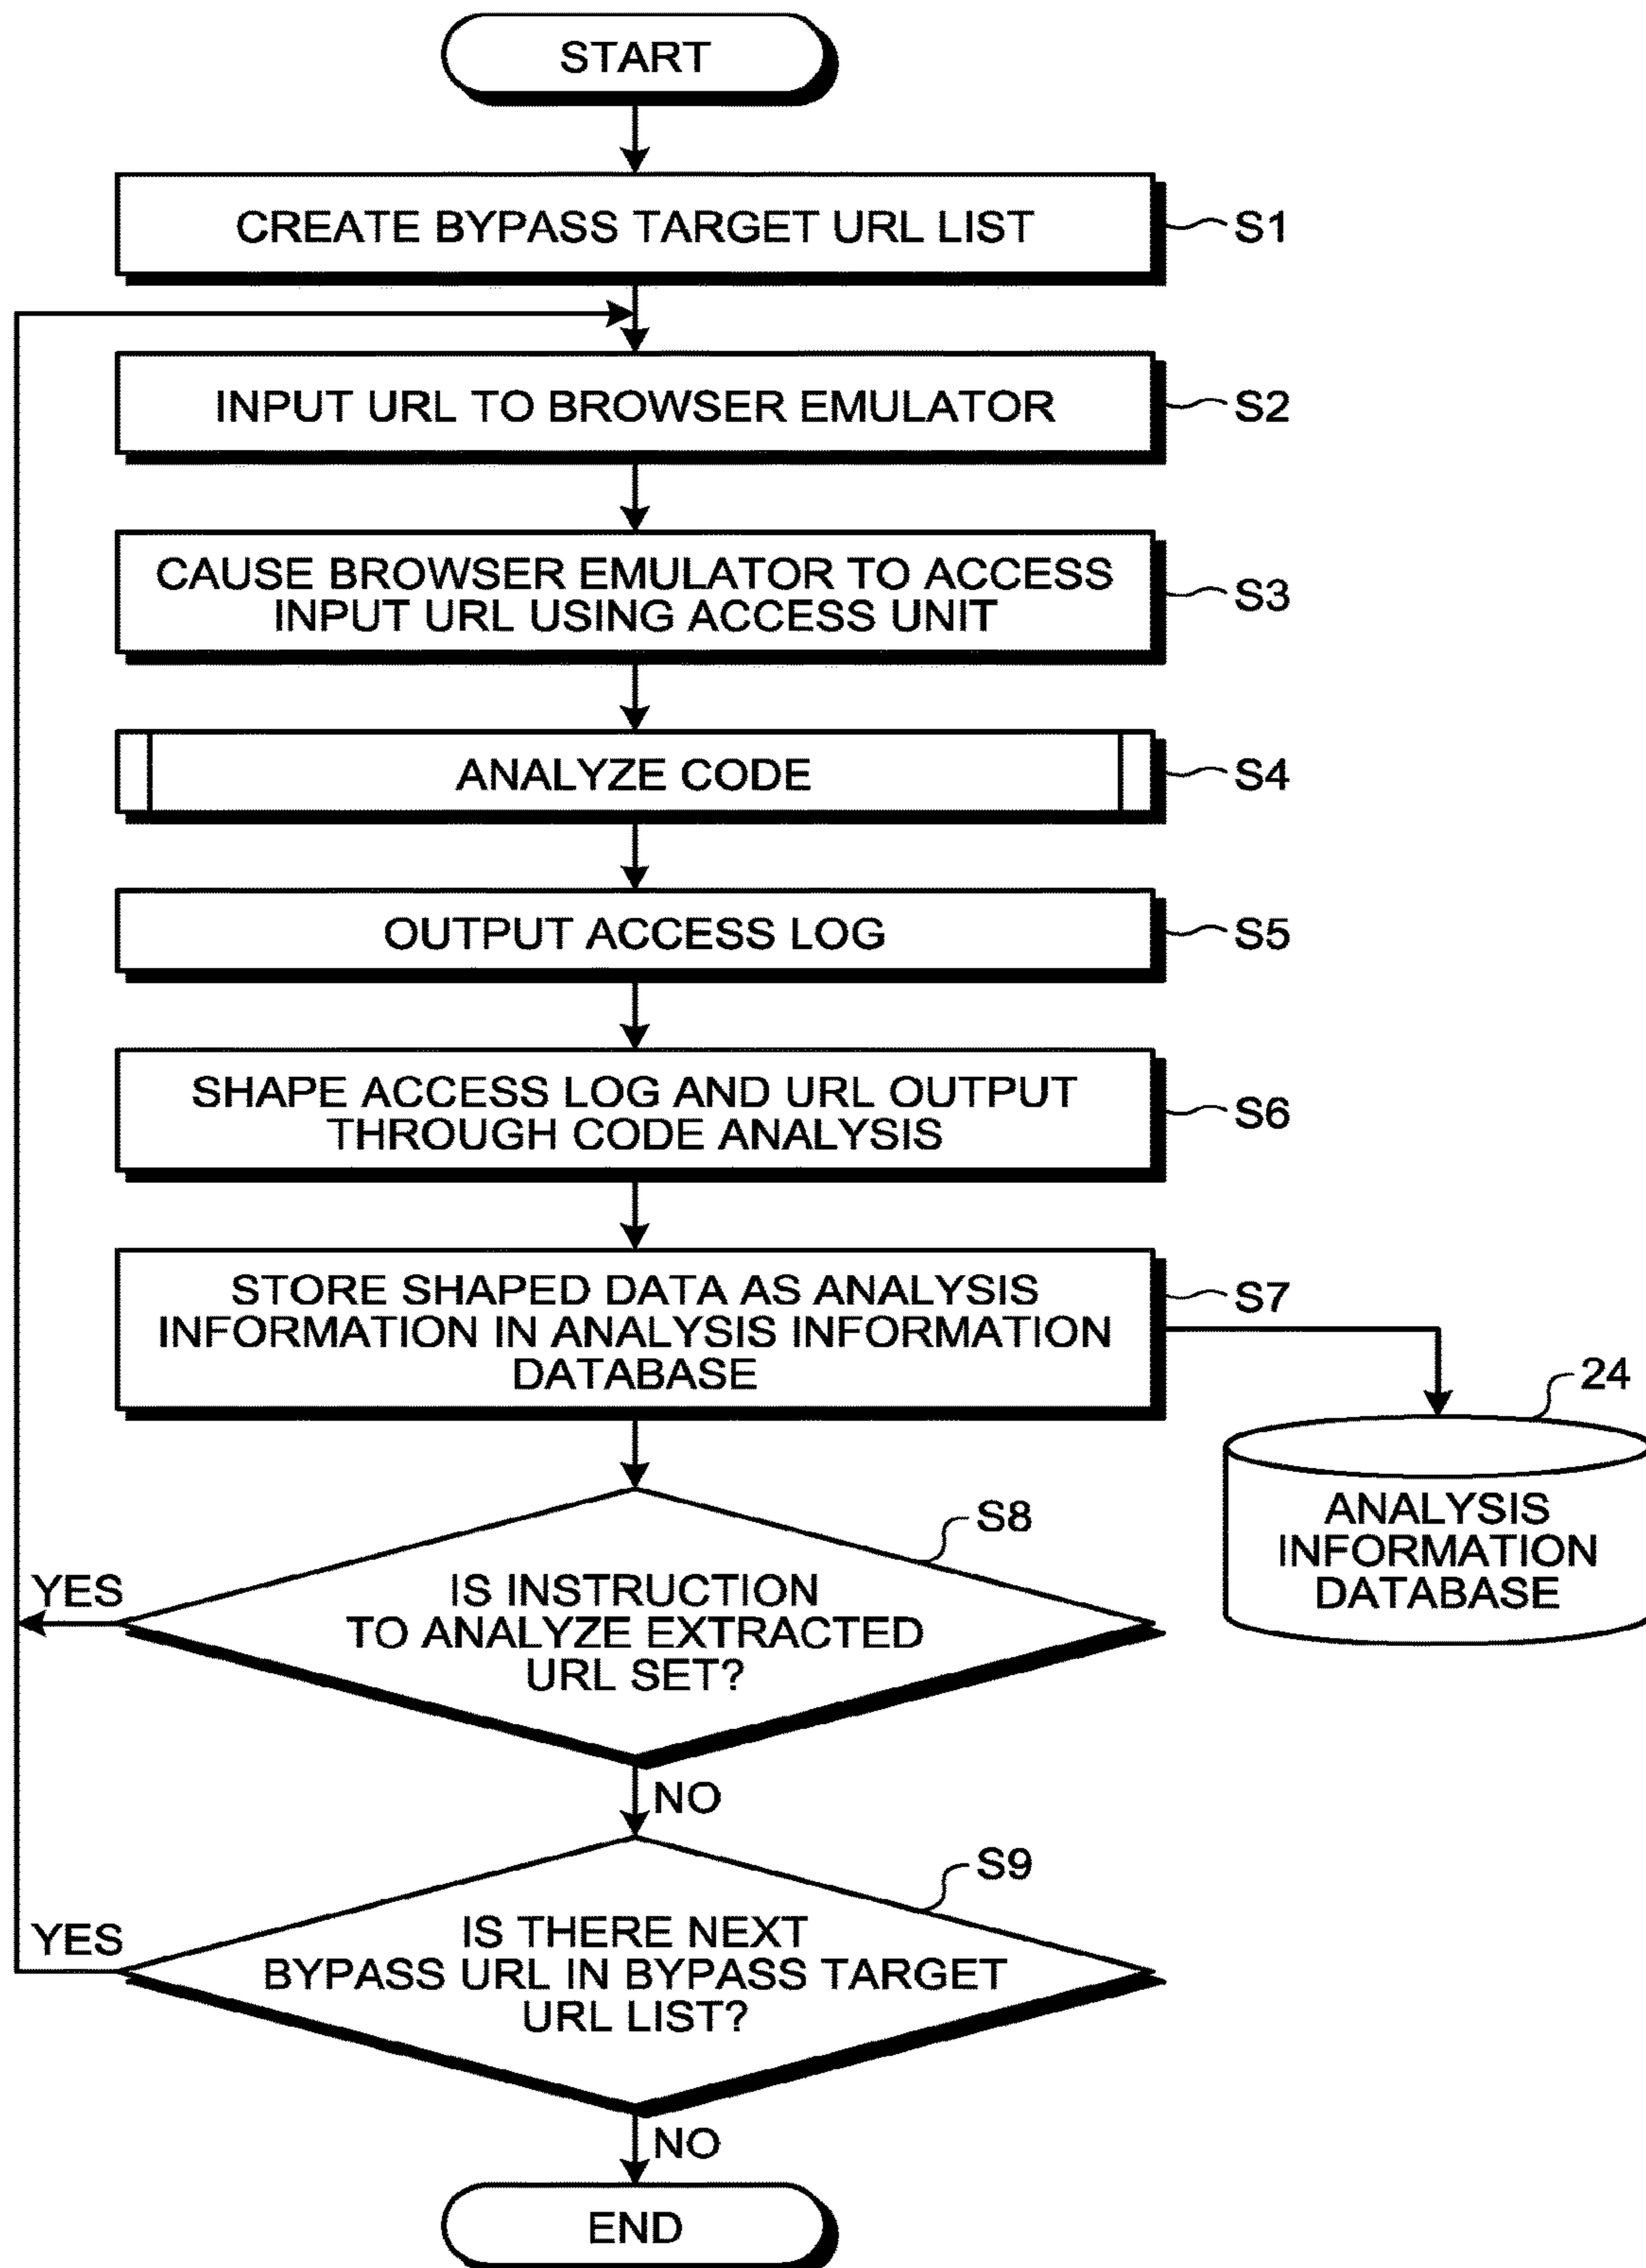 START
CREATE BYPASS TARGET URL LIST
S1
INPUT URL TO BROWSER EMULATOR
S2
CAUSE BROWSER EMULATOR TO ACCESS
INPUT URL USING ACCESS UNIT
S3
ANALYZE CODE
S4
OUTPUT ACCESS LOG
S5
SHAPE ACCESS LOG AND URL OUTPUT
THROUGH CODE ANALYSIS
S6
STORE SHAPED DATA AS ANALYSIS
INFORMATION IN ANALYSIS INFORMATION
DATABASE
S7
24
ANALYSIS
INFORMATION
DATABASE
S8
IS INSTRUCTION
TO ANALYZE EXTRACTED
URL SET?
YES
NO
S9
IS THERE NEXT
BYPASS URL IN BYPASS TARGET
URL LIST?
YES
NO
END